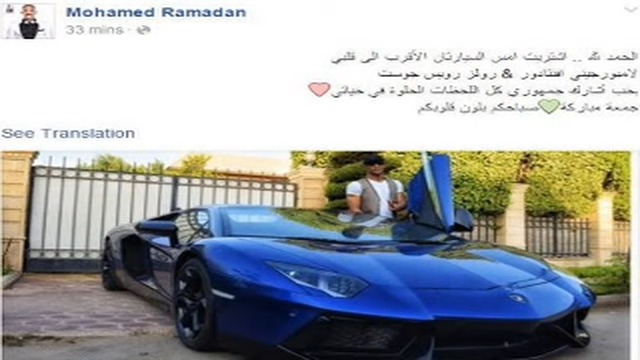 Mohamed Ramadan
33 mins ·
الحمد لله .. اشتريت امس السيارتان الأقرب الى قلبي
لامبورجيني افنتادور & رولز رويس جوست
بحب أشارك جمهوري كل اللحظات الحلوة في حياتي❤
جمعة مباركة💚صباحكم بلون قلوبكم
See Translation